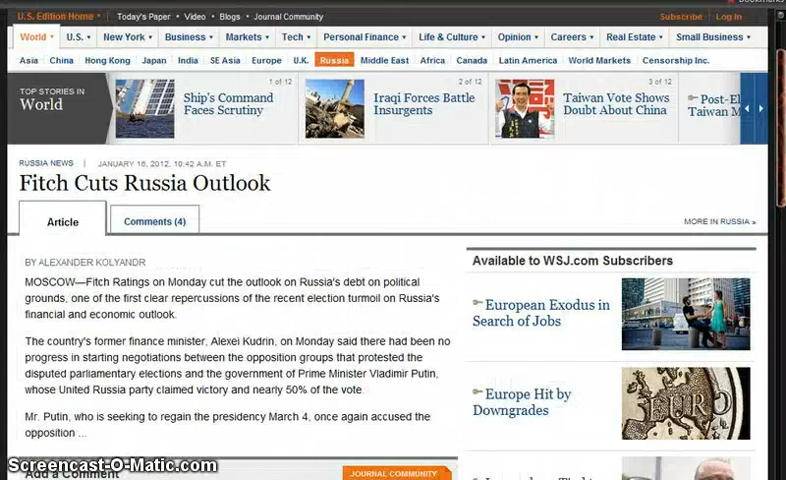 U.S. Edition Home Today's Paper • Video • Blogs • Journal Community Subscribe Log In
World U.S. New York Business Markets Tech Personal Finance Life & Culture Opinion Careers Real Estate Small Business
Asia China Hong Kong Japan India SE Asia Europe U.K. Russia Middle East Africa Canada Latin America World Markets Censorship Inc.
TOP STORIES IN
World
1 of 12
Ship's Command
Faces Scrutiny
2 of 12
Iraqi Forces Battle
Insurgents
3 of 12
Taiwan Vote Shows
Doubt About China
Taiwan
RUSSIA NEWS | JANUARY 16, 2012, 10:42 A.M. ET
Fitch Cuts Russia Outlook
Article Comments (4) MORE IN RUSSIA »
BY ALEXANDER KOLYANDR
MOSCOW—Fitch Ratings on Monday cut the outlook on Russia's debt on political
grounds, one of the first clear repercussions of the recent election turmoil on Russia's
financial and economic outlook.
The country's former finance minister, Alexei Kudrin, on Monday said there had been no
progress in starting negotiations between the opposition groups that protested the
disputed parliamentary elections and the government of Prime Minister Vladimir Putin,
whose United Russia party claimed victory and nearly 50% of the vote.
Mr. Putin, who is seeking to regain the presidency March 4, once again accused the
opposition ...
Available to WSJ.com Subscribers
European Exodus in
Search of Jobs
Europe Hit by
Downgrades
EURO
Add a Comment
JOURNAL COMMUNITY
Screencast-O-Matic.com